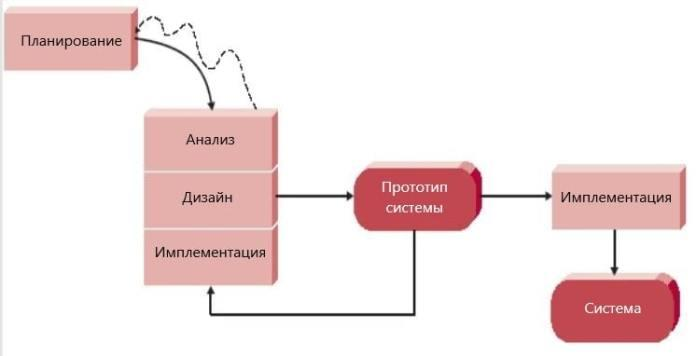 Планирование
Анализ
Дизайн
Имплементация
Прототип
системы
Имплементация
Система